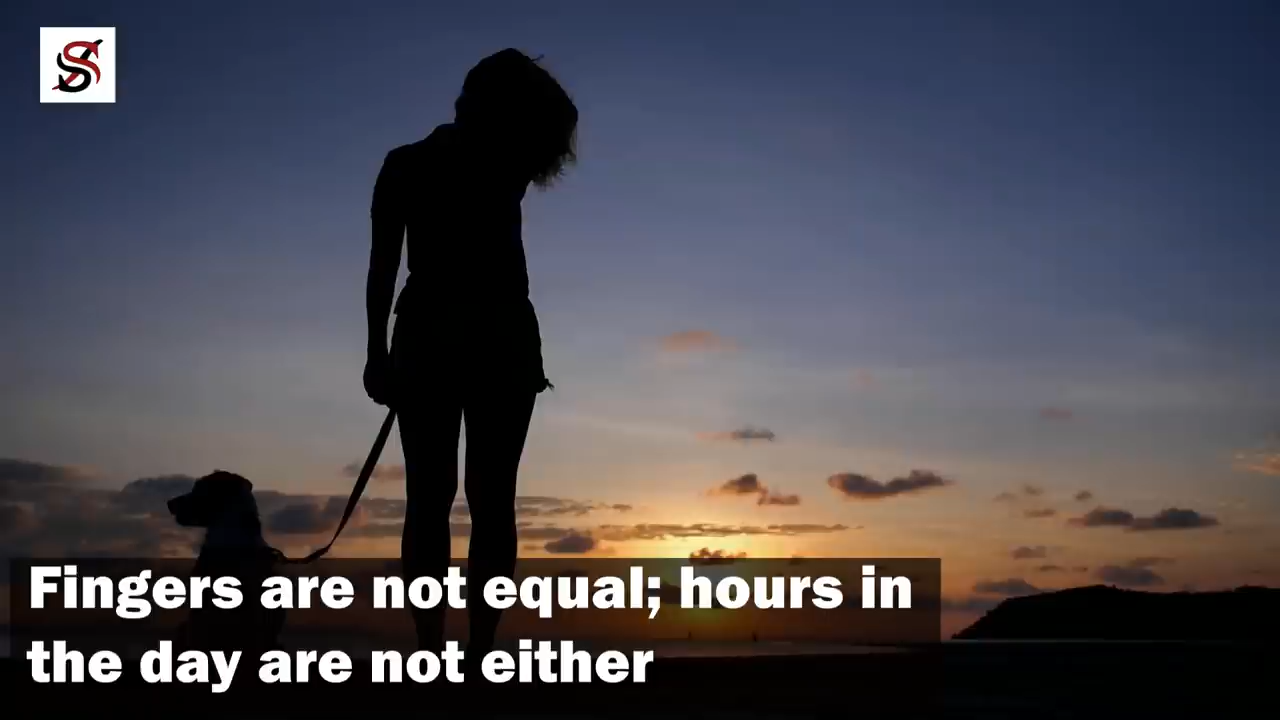 Fingers are not equal; hours in
the day are not either